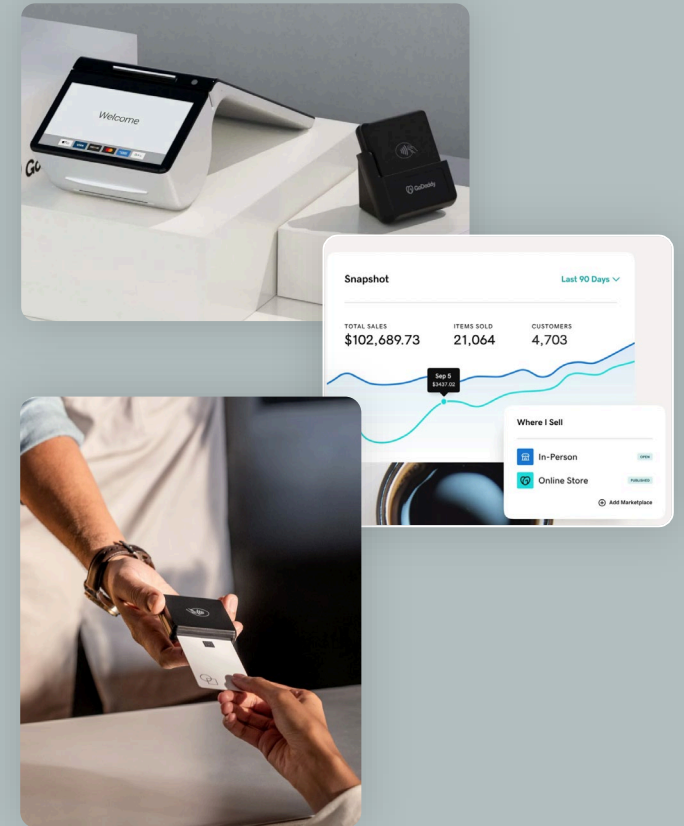 Welcome
Go
GoDaddy
Snapshot
Last 90 Days
TOTAL SALES
$102,689.73
ITEMS SOLD
21,064
CUSTOMERS
4,703
Sep 5
$3437.02
Where I Sell
In-Person
OPEN
Online Store
PUBLISHED
Add Marketplace